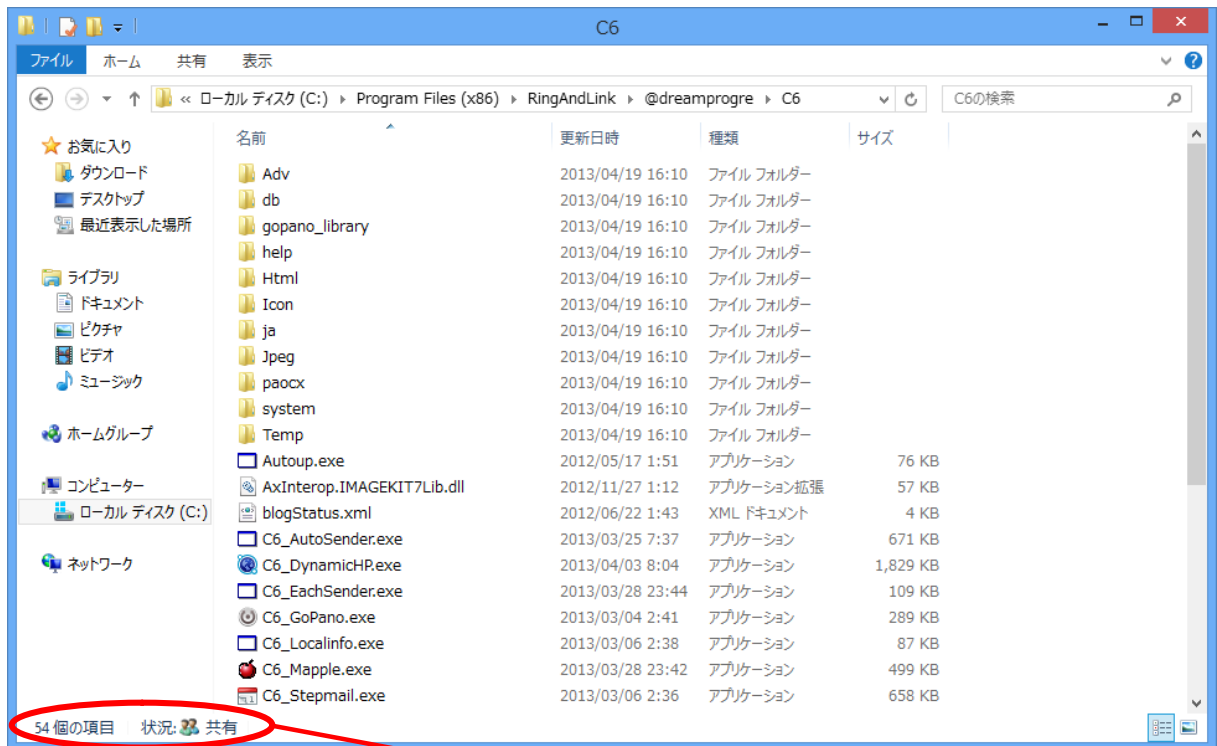 C6
ファイル ホーム 共有 表示
« ローカル ディスク (C:) Program Files (x86) RingAndLink @dreamprogre C6 C6の検索
名前 更新日時 種類 サイズ
お気に入り
ダウンロード
デスクトップ
最近表示した場所
ライブラリ
ドキュメント
ピクチャ
ビデオ
ミュージック
ホームグループ
コンピューター
ローカル ディスク (C:)
ネットワーク
Adv 2013/04/19 16:10 ファイル フォルダー
db 2013/04/19 16:10 ファイル フォルダー
gopano_library 2013/04/19 16:10 ファイル フォルダー
help 2013/04/19 16:10 ファイル フォルダー
Html 2013/04/19 16:10 ファイル フォルダー
Icon 2013/04/19 16:10 ファイル フォルダー
ja 2013/04/19 16:10 ファイル フォルダー
Jpeg 2013/04/19 16:10 ファイル フォルダー
paocx 2013/04/19 16:10 ファイル フォルダー
system 2013/04/19 16:10 ファイル フォルダー
Temp 2013/04/19 16:10 ファイル フォルダー
Autoup.exe 2012/05/17 1:51 アプリケーション 76 KB
AxInterop.IMAGEKIT7Lib.dll 2012/11/27 1:12 アプリケーション拡張 57 KB
blogStatus.xml 2012/06/22 1:43 XML ドキュメント 4 KB
C6_AutoSender.exe 2013/03/25 7:37 アプリケーション 671 KB
C6_DynamicHP.exe 2013/04/03 8:04 アプリケーション 1,829 KB
C6_EachSender.exe 2013/03/28 23:44 アプリケーション 109 KB
C6_GoPano.exe 2013/03/04 2:41 アプリケーション 289 KB
C6_Localinfo.exe 2013/03/06 2:38 アプリケーション 87 KB
C6_Mapple.exe 2013/03/28 23:42 アプリケーション 499 KB
C6_Stepmail.exe 2013/03/06 2:36 アプリケーション 658 KB
54 個の項目 状況: 共有